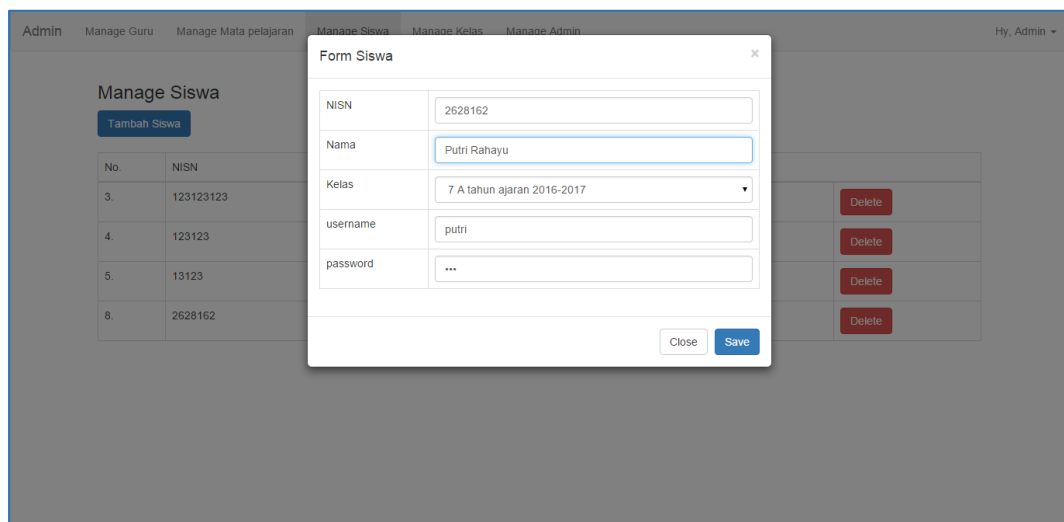 Admin Manage Guru Manage Mata pelajaran Manage Siswa Manage Kelas Manage Admin Hy, Admin
Form Siswa ×
Manage Siswa
Tambah Siswa
NISN 2628162
Nama Putri Rahayu
Kelas 7 A tahun ajaran 2016-2017
username putri
password •••
Close Save
No. NISN
3. 123123123 Delete
4. 123123 Delete
5. 13123 Delete
8. 2628162 Delete